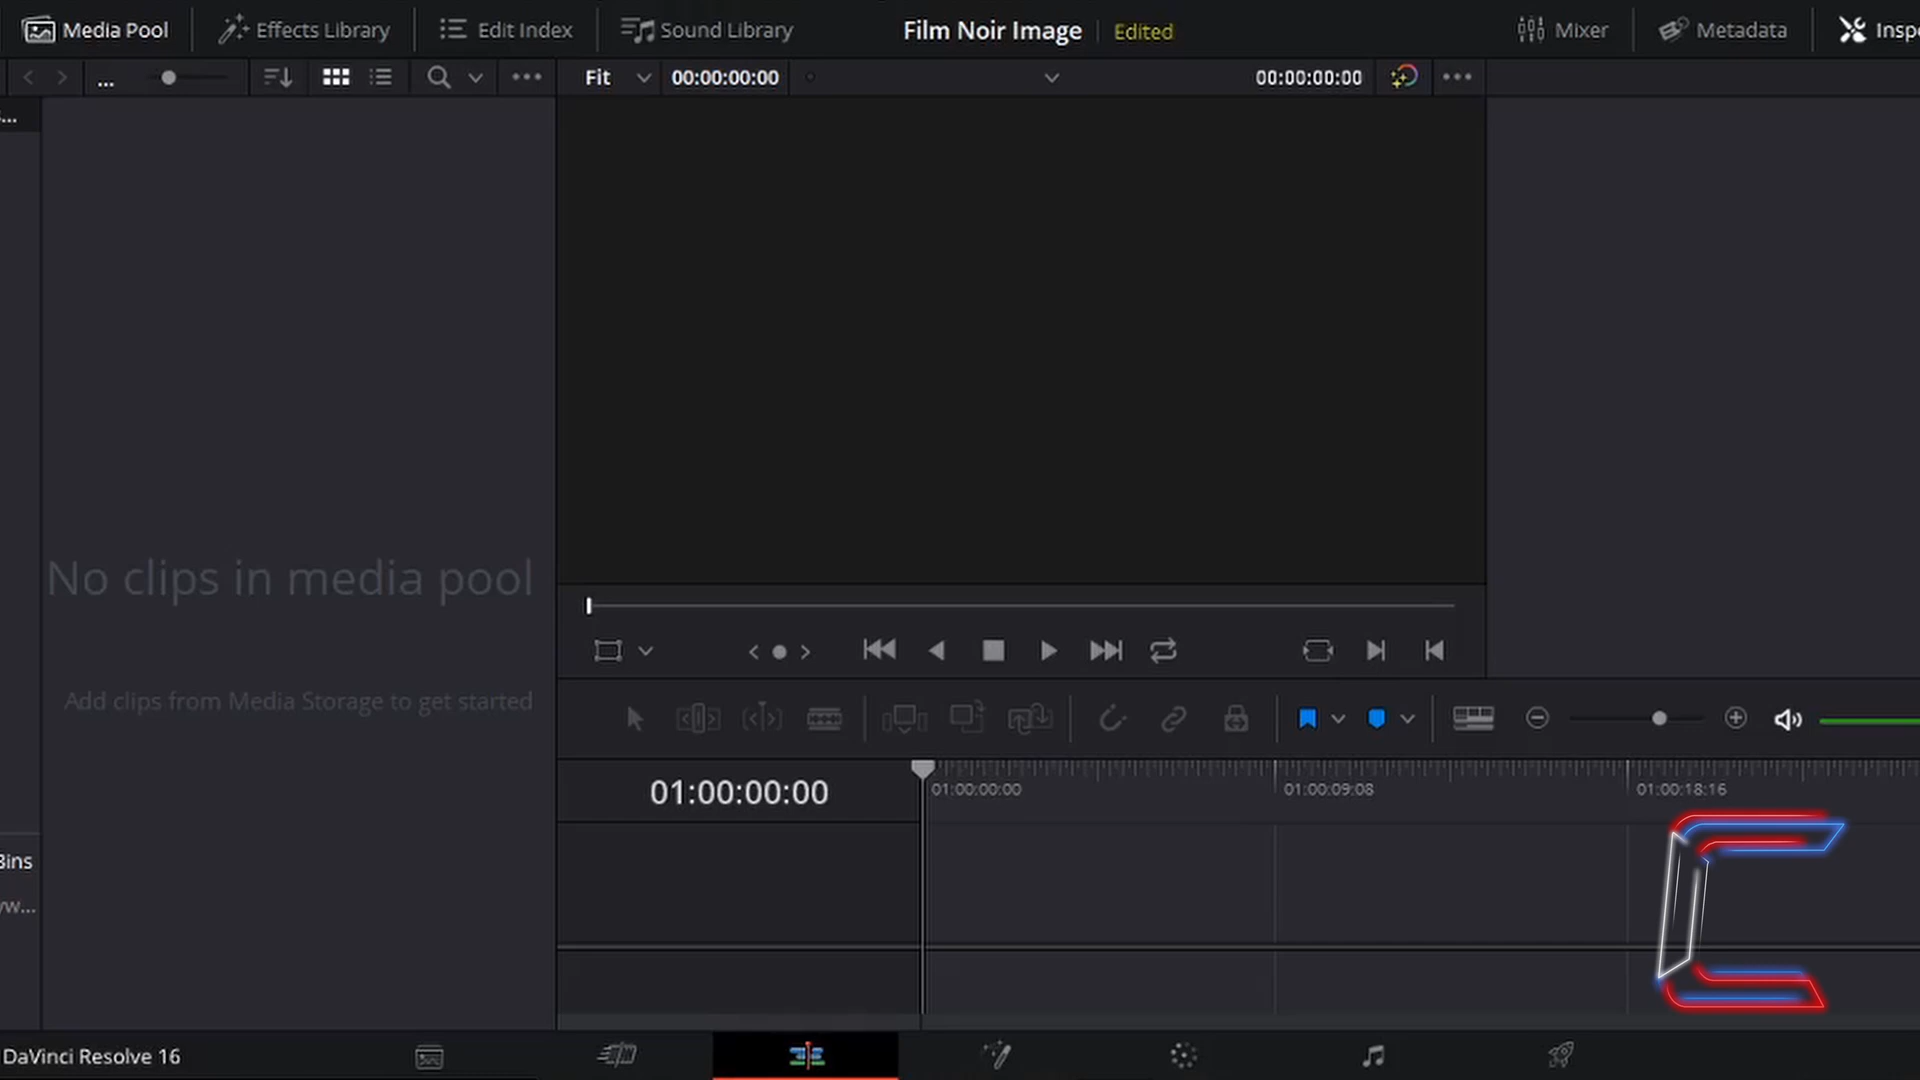 Media Pool
Effects Library
Edit Index
Sound Library
Film Noir Image
Edited
Mixer
Metadata
Inspe
...
Fit
00:00:00:00
00:00:00:00
No clips in media pool
Add clips from Media Storage to get started
01:00:00:00
01:00:00:00
01:00:09:08
01:00:18:16
Bins
DaVinci Resolve 16